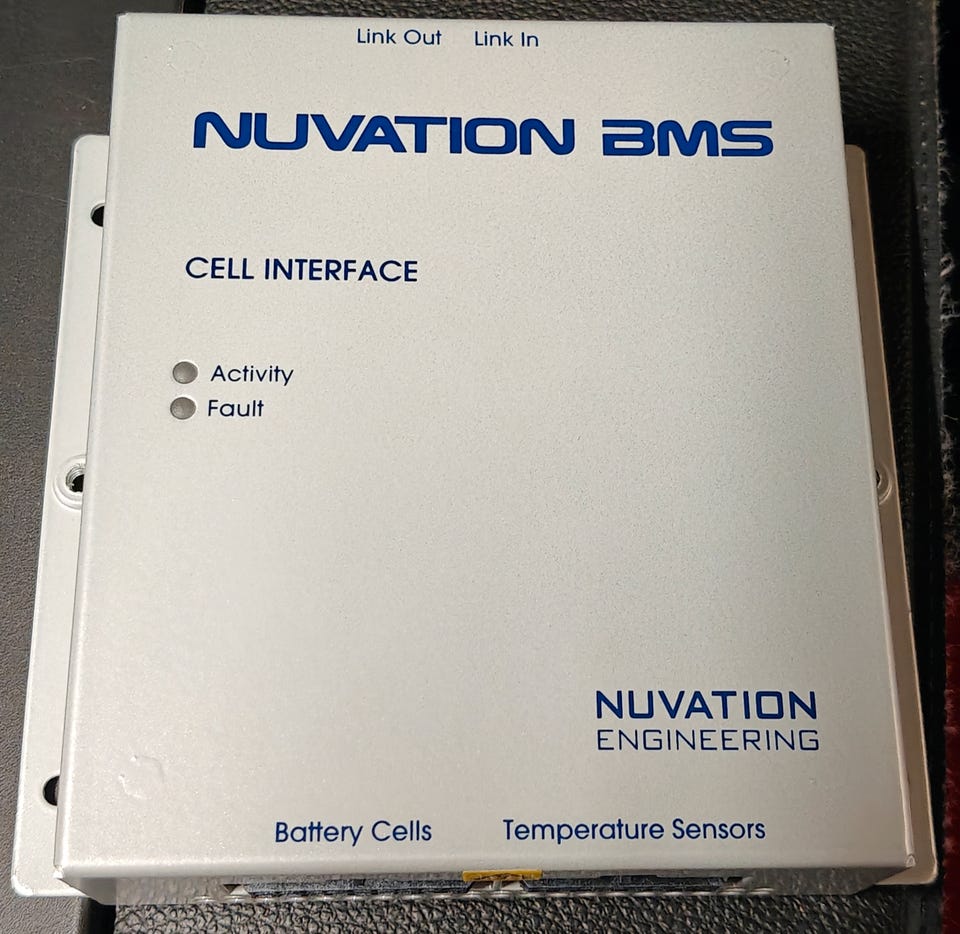 Link Out Link In
NUVATION BMS
CELL INTERFACE
Activity
Fault
NUVATION
ENGINEERING
Battery Cells Temperature Sensors